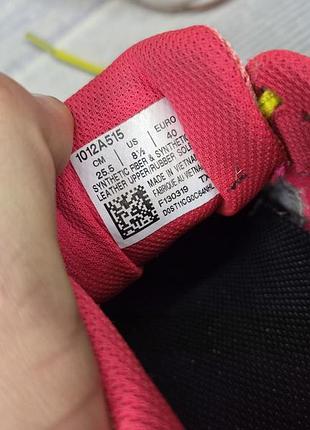 1012A515
CM US EURO
25.5 8½ 40
SYNTHETIC FIBER & SYNTHETIC
LEATHER UPPER/RUBBER SOLE
MADE IN VIETNAM
FABRIQUE AU VIETNAM
F130319 TX